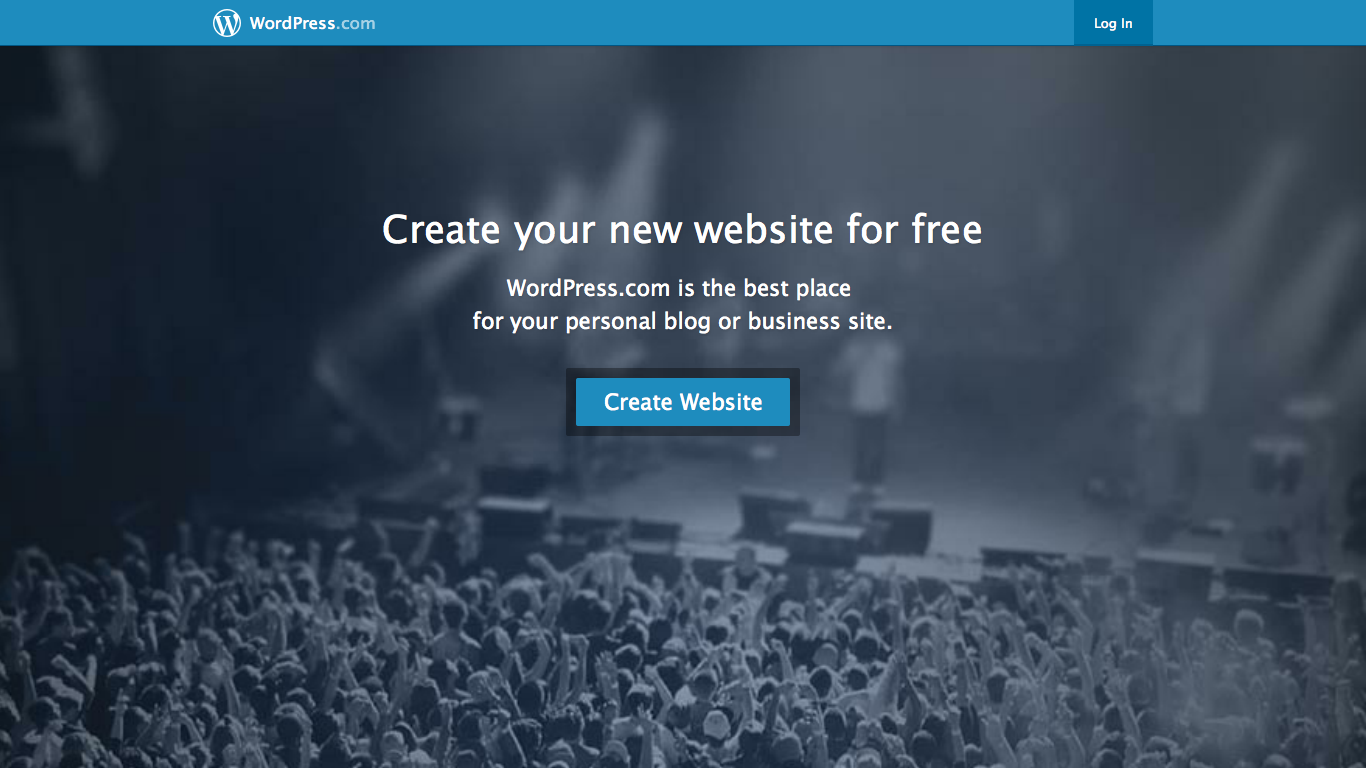 WordPress.com
Log In
Create your new website for free
WordPress.com is the best place
for your personal blog or business site.
Create Website